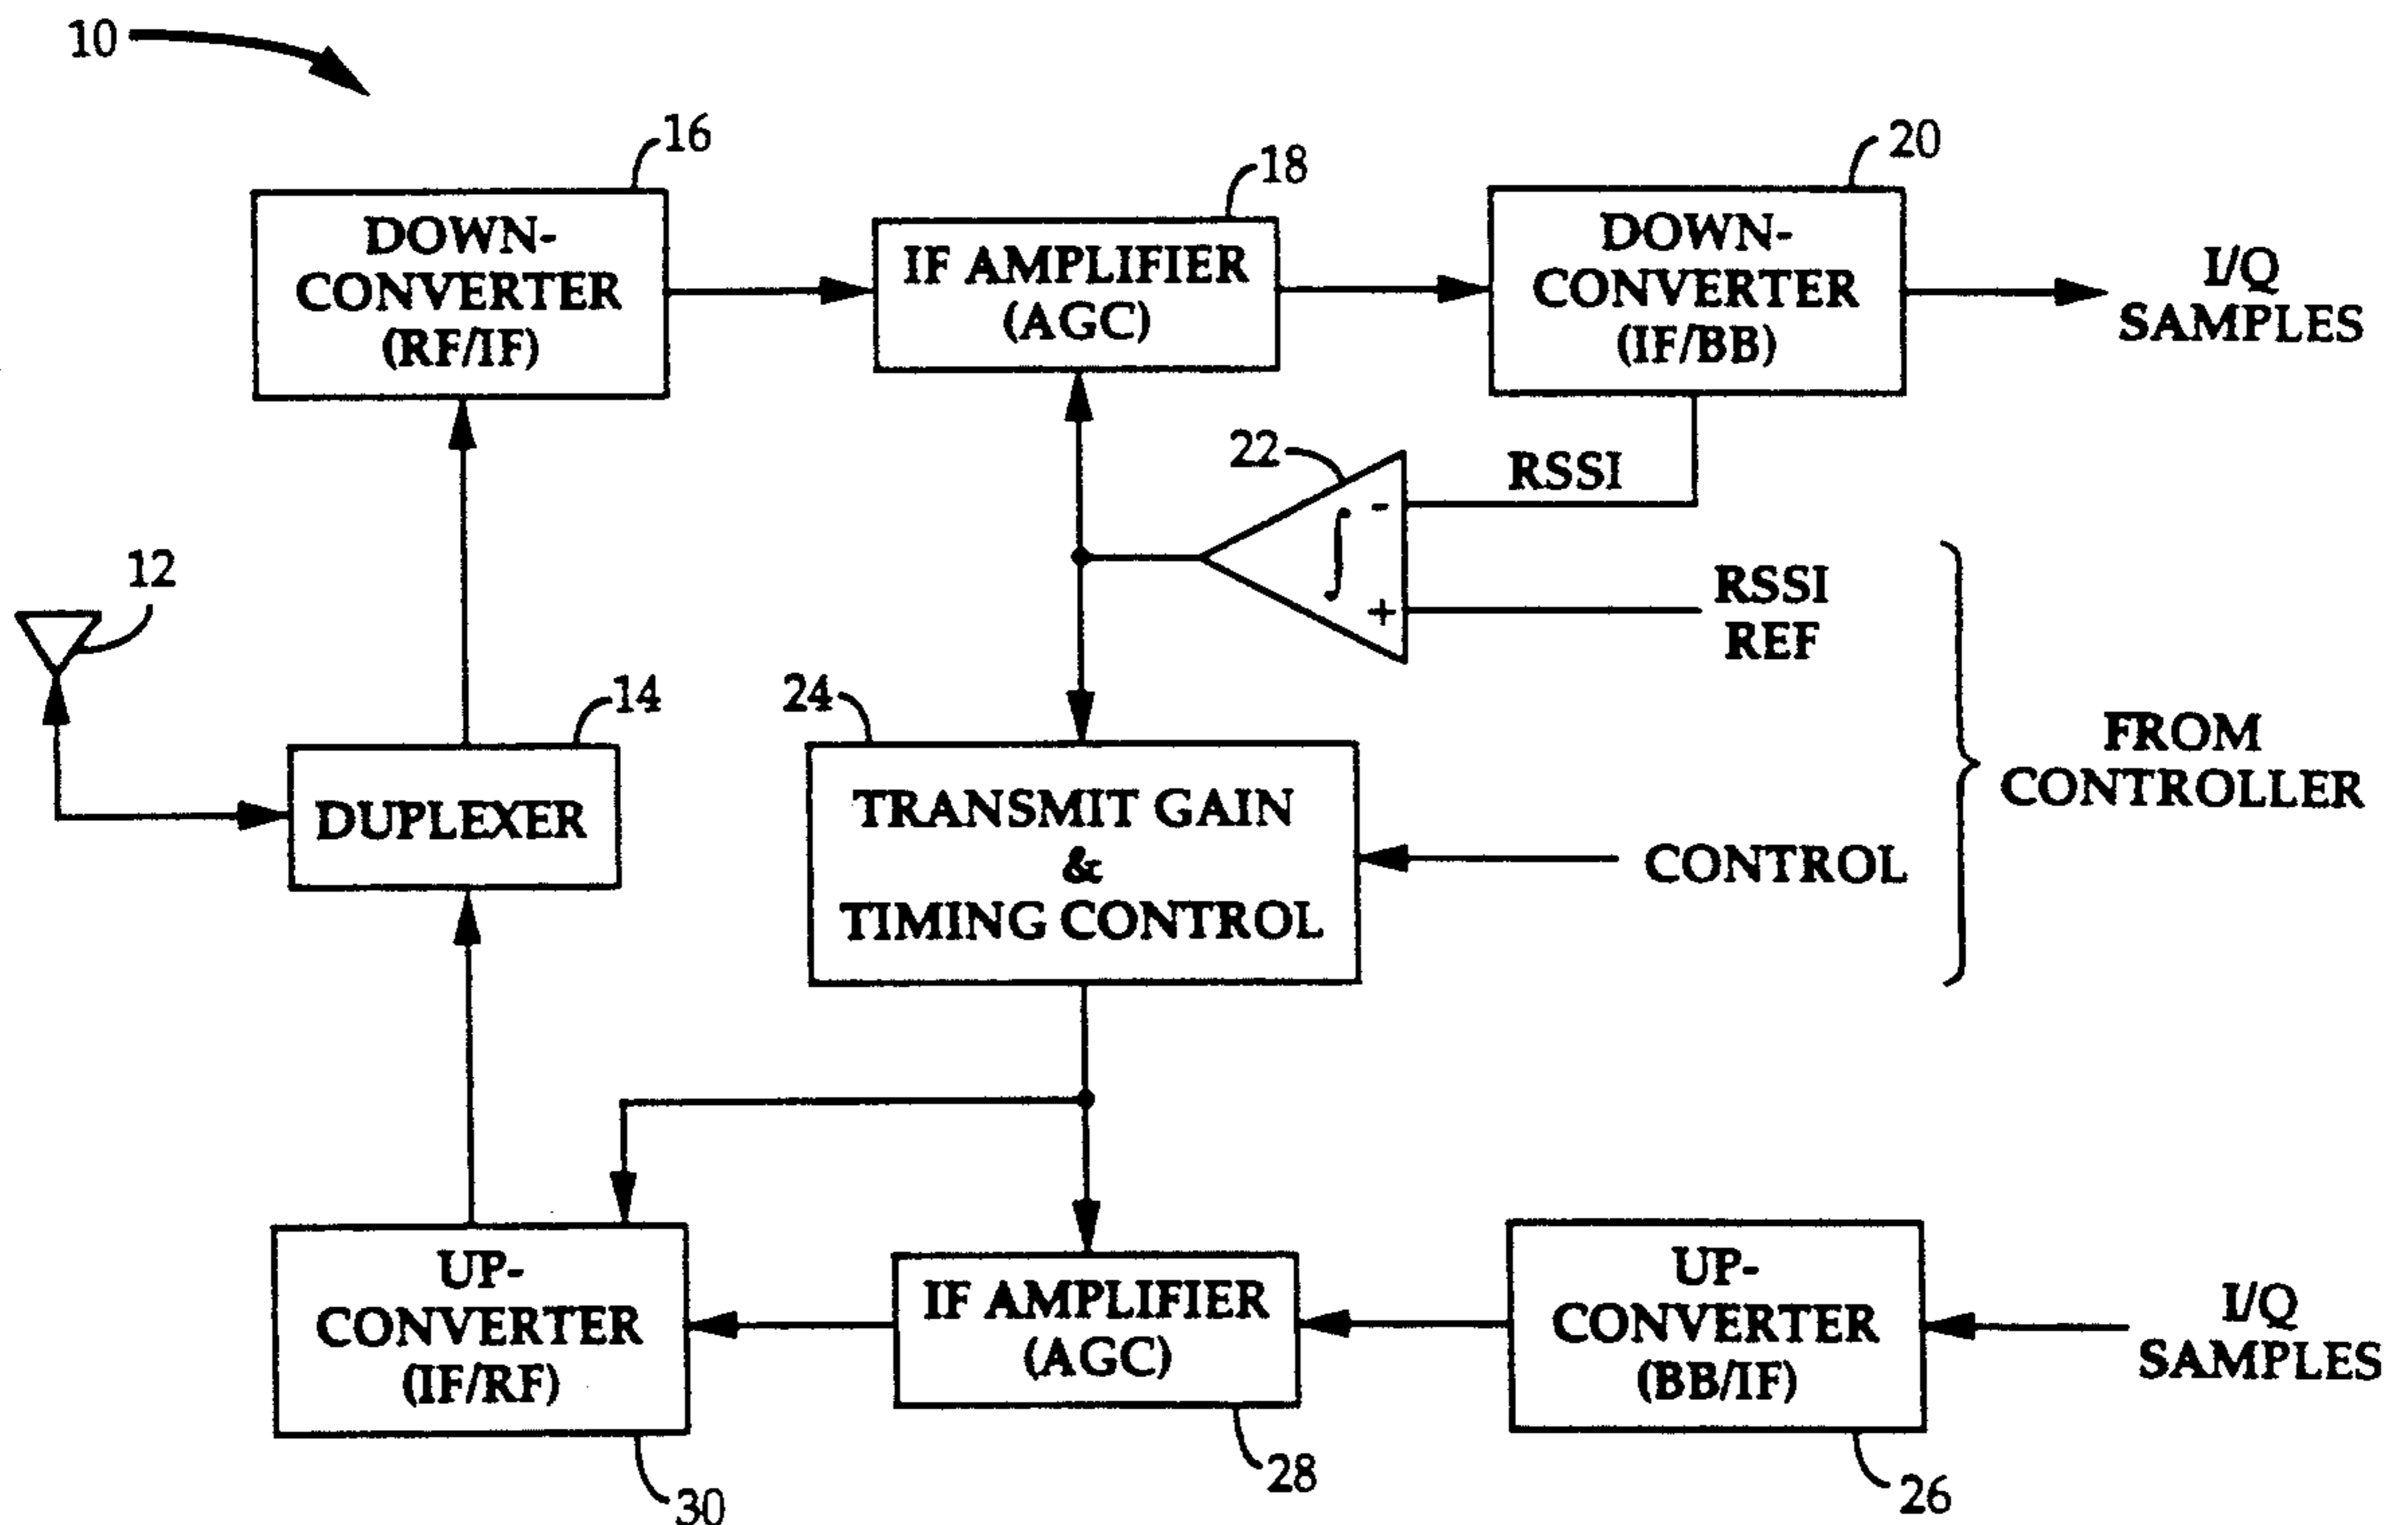 10
16
18
20
DOWN-
CONVERTER
(RF/IF)
IF AMPLIFIER
(AGC)
DOWN-
CONVERTER
(IF/BB)
I/Q
SAMPLES
22
RSSI
-
∫
+
RSSI
REF
12
24
14
DUPLEXER
TRANSMIT GAIN
&
TIMING CONTROL
CONTROL
FROM
CONTROLLER
UP-
CONVERTER
(IF/RF)
IF AMPLIFIER
(AGC)
UP-
CONVERTER
(BB/IF)
I/Q
SAMPLES
30
28
26